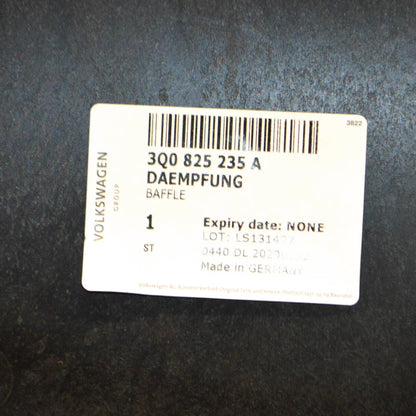 3822
3Q0 825 235 A
DAEMPFUNG
BAFFLE
VOLKSWAGEN
GROUP
1
ST
Expiry date: NONE
Made in GERMANY